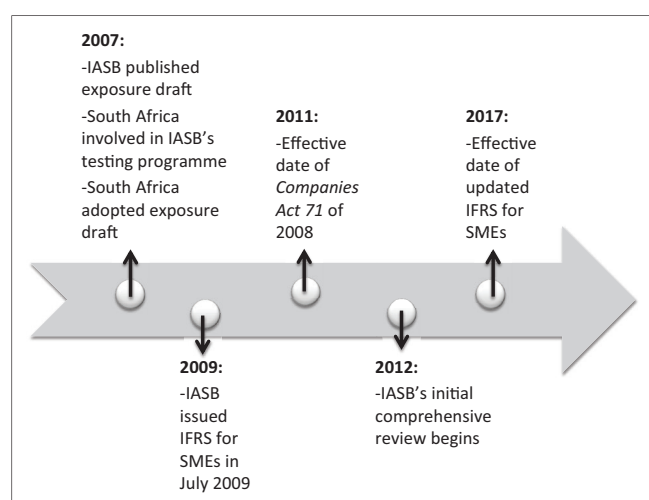 2007:
-IASB published
exposure draft
-South Africa
involved in IASB's
testing programme
-South Africa
adopted exposure
draft
2009:
-IASB
issued
IFRS for
SMEs in
July 2009
2011:
-Effective
date of
Companies
Act 71 of
2008
2012:
-IASB's initial
comprehensive
review begins
2017:
-Effective
date of
updated
IFRS for
SMEs